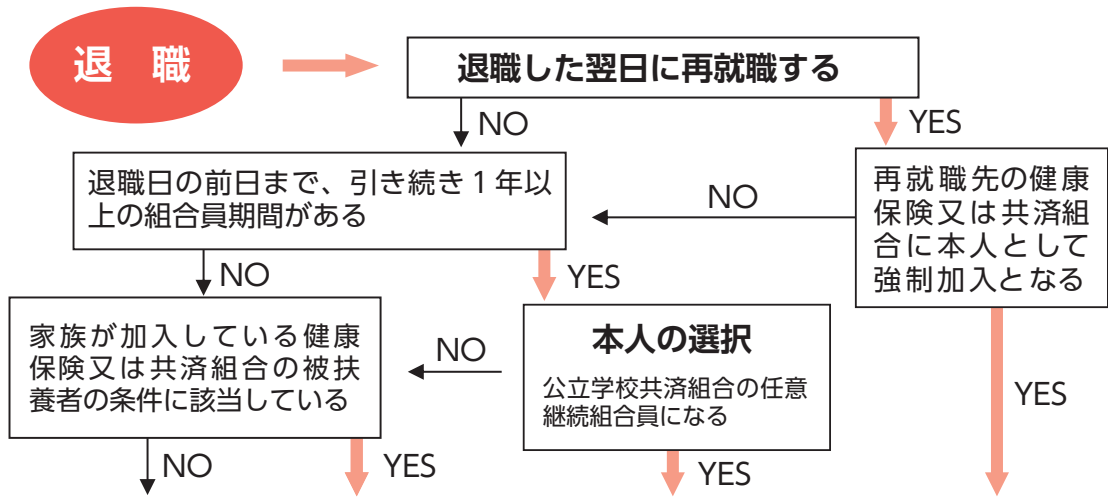 退　職
退職した翌日に再就職する
NO
YES
退職日の前日まで、引き続き1年以
上の組合員期間がある
NO
再就職先の健康
保険又は共済組
合に本人として
強制加入となる
NO
YES
家族が加入している健康
保険又は共済組合の被扶
養者の条件に該当している
NO
本人の選択
公立学校共済組合の任意
継続組合員になる
YES
NO
YES
YES